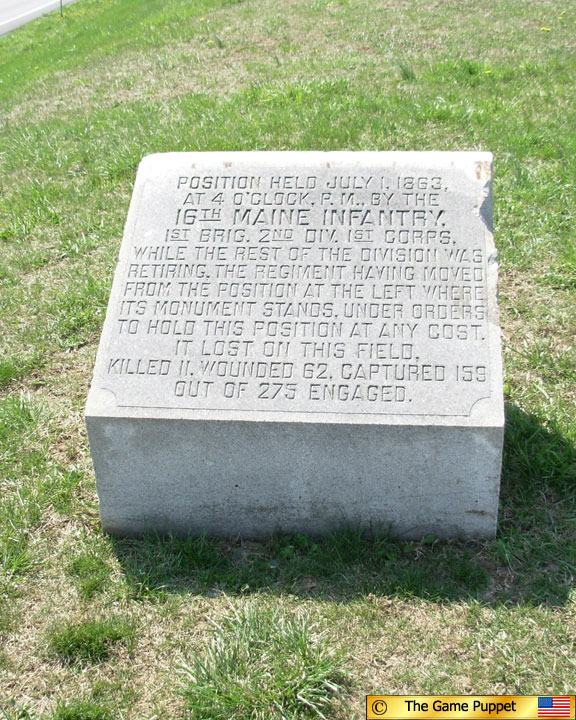 POSITION HELD JULY 1, 1863,
AT 4 O'CLOCK, P.M., BY THE
16TH MAINE INFANTRY,
1ST BRIG. 2ND DIV. 1ST CORPS,
WHILE THE REST OF THE DIVISION WAS
RETIRING, THE REGIMENT HAVING MOVED
FROM THE POSITION AT THE LEFT WHERE
ITS MONUMENT STANDS, UNDER ORDERS
TO HOLD THIS POSITION AT ANY COST.
IT LOST ON THIS FIELD,
KILLED 11, WOUNDED 62, CAPTURED 159
OUT OF 275 ENGAGED.
© The Game Puppet